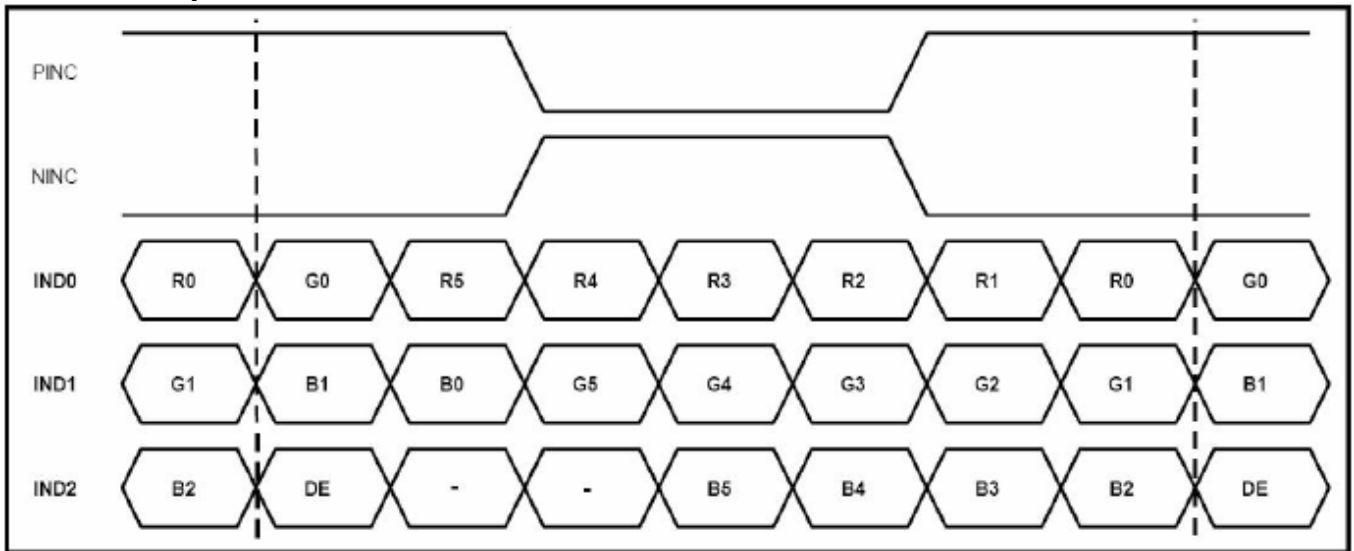 PINC
NINC
IND0 R0 G0 R5 R4 R3 R2 R1 R0 G0
IND1 G1 B1 B0 G5 G4 G3 G2 G1 B1
IND2 B2 DE - - B5 B4 B3 B2 DE